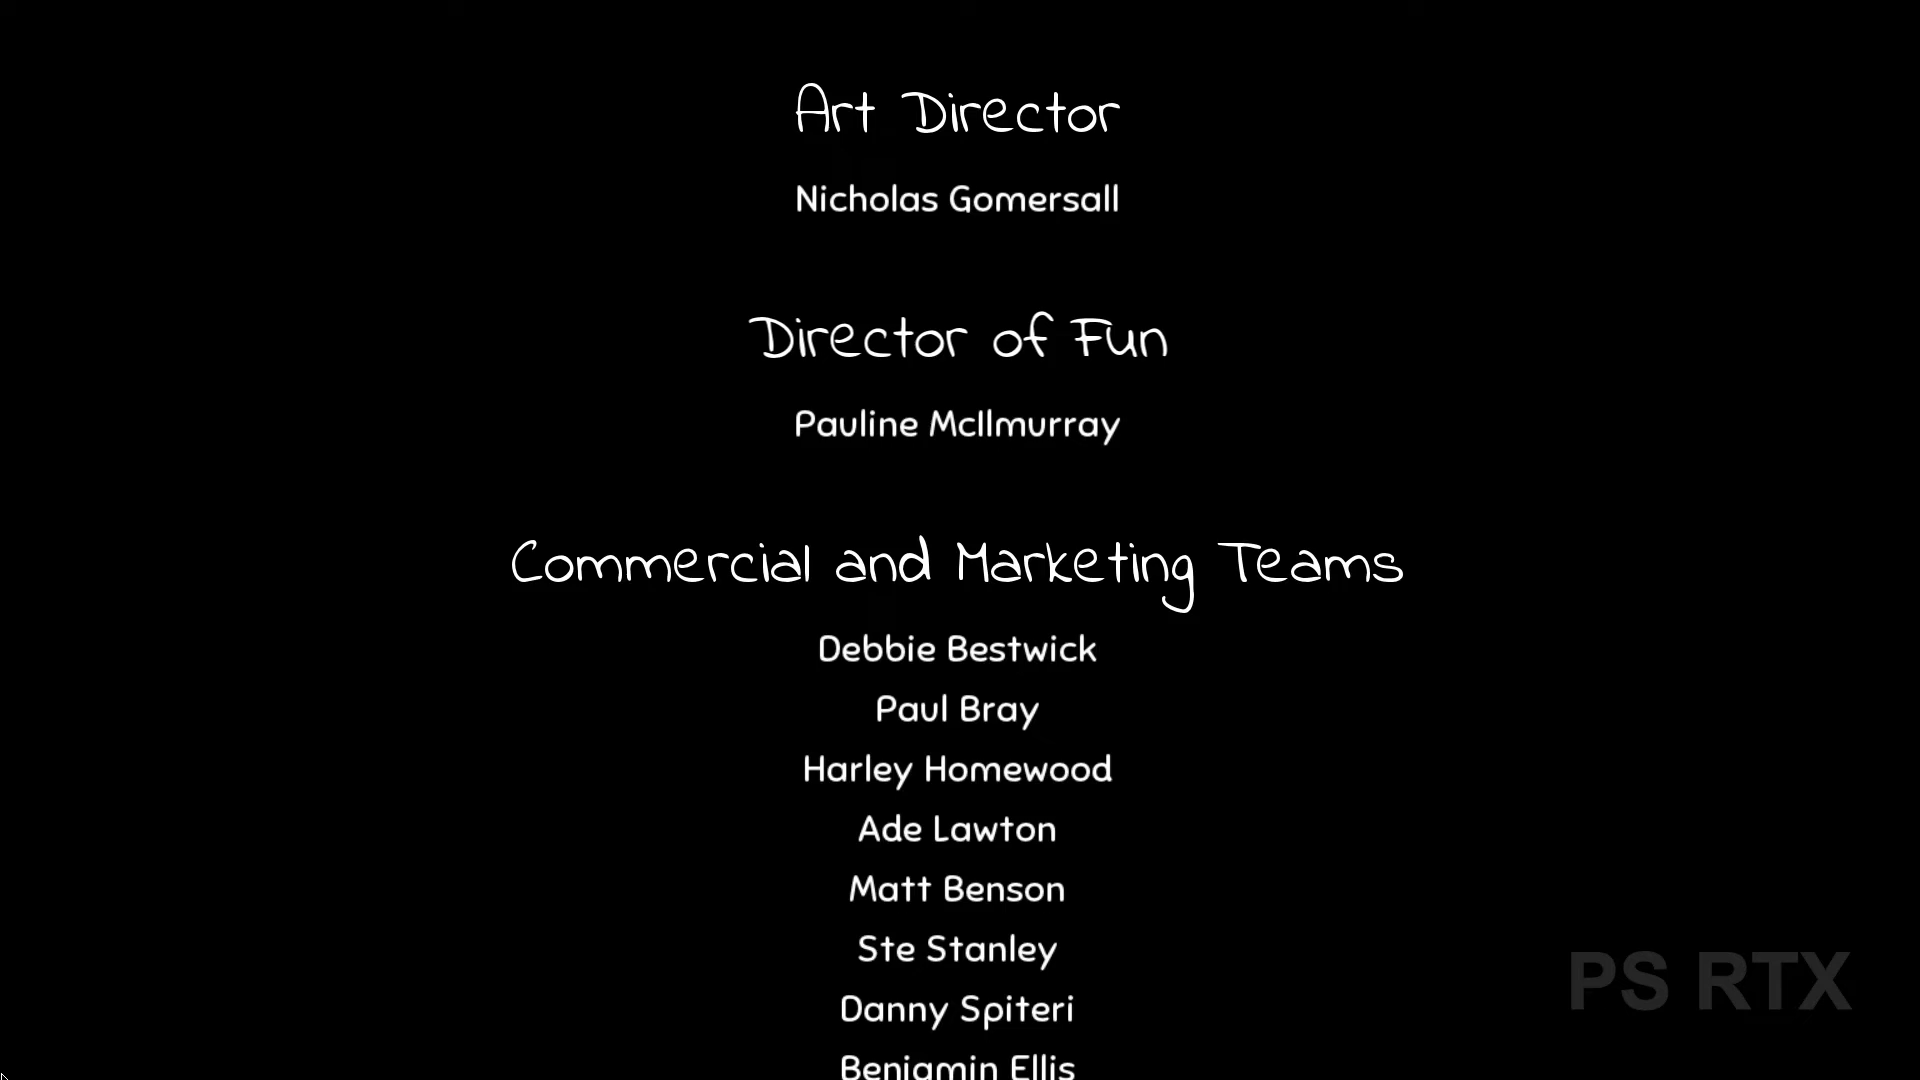 Art Director
Nicholas Gomersall
Director of Fun
Pauline McIlmurray
Commercial and Marketing Teams
Debbie Bestwick
Paul Bray
Harley Homewood
Ade Lawton
Matt Benson
Ste Stanley
Danny Spiteri
Benjamin Ellis
PS RTX